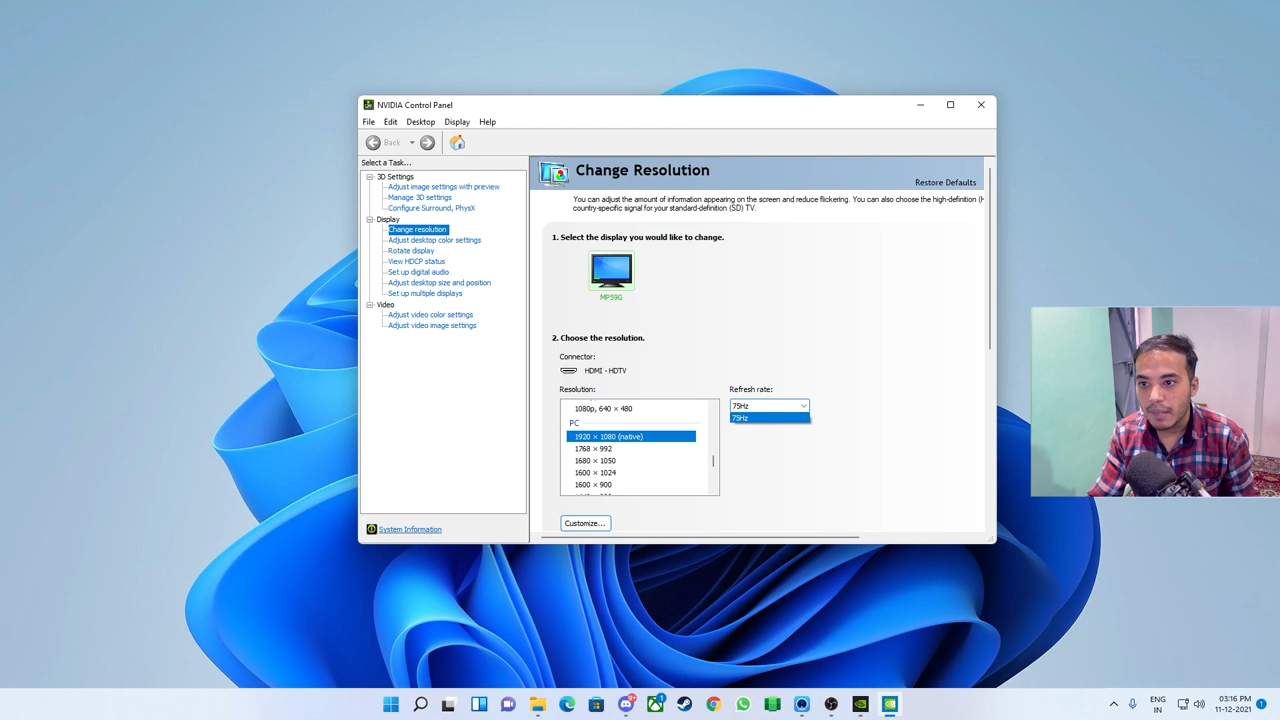 NVIDIA Control Panel
File Edit Desktop Display Help
Back
Select a Task...
3D Settings
Adjust image settings with preview
Manage 3D settings
Configure Surround, PhysX
Display
Change resolution
Adjust desktop color settings
Rotate display
View HDCP status
Set up digital audio
Adjust desktop size and position
Set up multiple displays
Video
Adjust video color settings
Adjust video image settings
System Information
Change Resolution
Restore Defaults
You can adjust the amount of information appearing on the screen and reduce flickering. You can also choose the high-definition (H
country-specific signal for your standard-definition (SD) TV.
1. Select the display you would like to change.
MP59G
2. Choose the resolution.
Connector:
HDMI - HDTV
Resolution:
1080p, 640 × 480
PC
1920 × 1080 (native)
1768 × 992
1680 × 1050
1600 × 1024
1600 × 900
Refresh rate:
75Hz
75Hz
Customize...
9+
1
ENG
IN
03:16 PM
11-12-2021
1